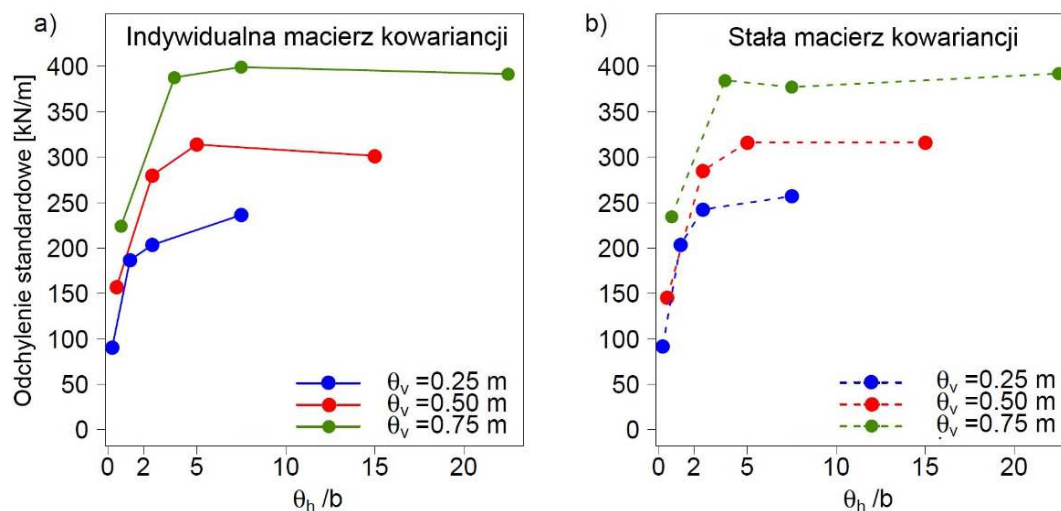 a)
Indywidualna macierz kowariancji
Odchylenie standardowe [kN/m]
400
350
300
250
200
150
100
50
0
θv =0.25 m
θv =0.50 m
θv =0.75 m
0 2 5 10 15 20
θh /b
b)
Stała macierz kowariancji
400
350
300
250
200
150
100
50
0
θv =0.25 m
θv =0.50 m
θv =0.75 m
0 2 5 10 15 20
θh /b